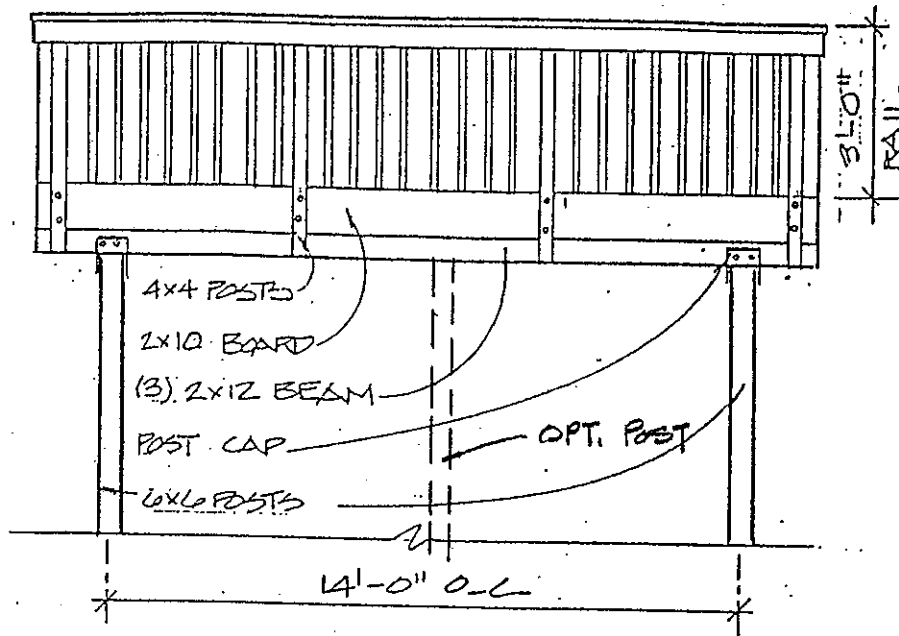 3'-0"
RAIL
4x4 POSTS
2x10 BOARD
(3) 2x12 BEAM
POST CAP
OPT. POST
6x6 POSTS
14'-0" O.C.